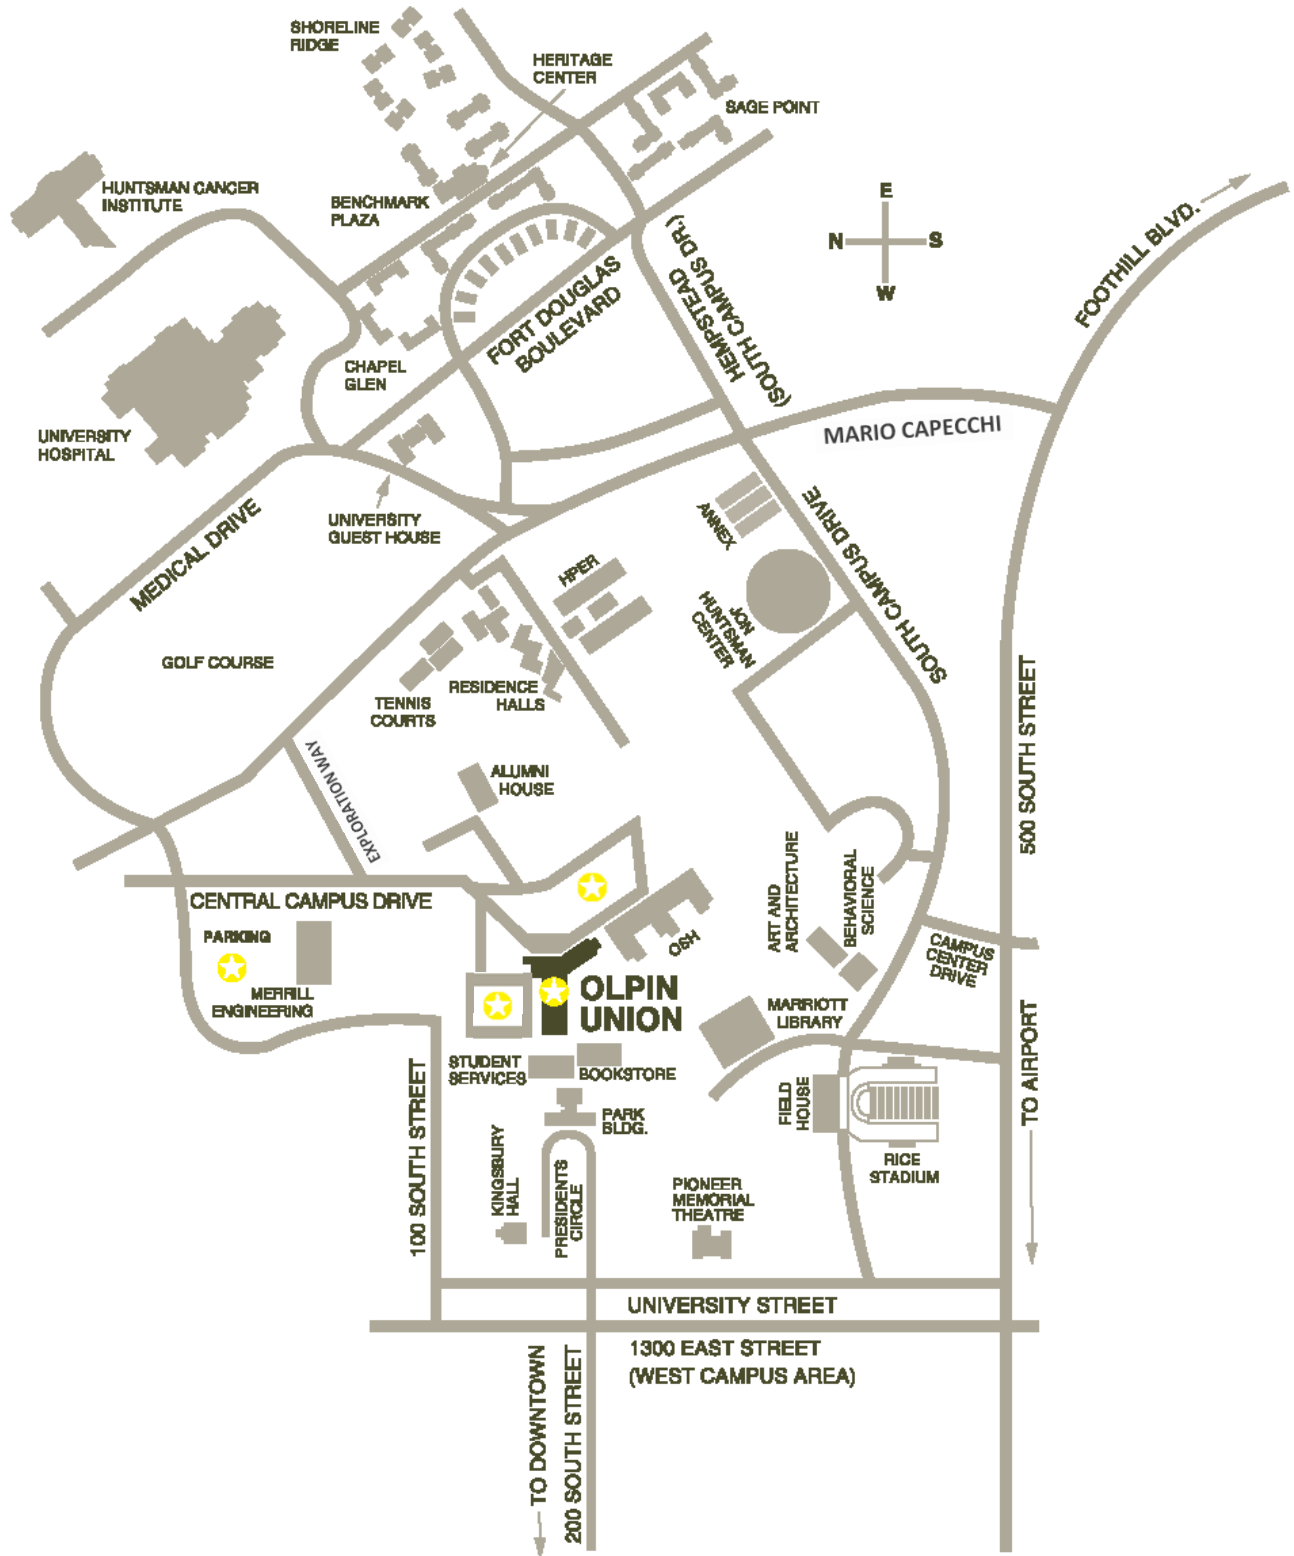 SHORELINE
RIDGE
HERITAGE
CENTER
SAGE POINT
HUNTSMAN CANCER
INSTITUTE
BENCHMARK
PLAZA
E
N
S
W
FOOTHILL BLVD.
HEMPSTEAD
(SOUTH CAMPUS DR.)
FORT DOUGLAS
BOULEVARD
CHAPEL
GLEN
UNIVERSITY
HOSPITAL
MARIO CAPECCHI
UNIVERSITY
GUEST HOUSE
MEDICAL DRIVE
ANNEX
SOUTH CAMPUS DRIVE
HPER
JON
HUNTSMAN
CENTER
GOLF COURSE
RESIDENCE
HALLS
TENNIS
COURTS
500 SOUTH STREET
EXPLORATION WAY
ALUMNI
HOUSE
ART AND
ARCHITECTURE
BEHAVIORAL
SCIENCE
CENTRAL CAMPUS DRIVE
PARKING
MERRILL
ENGINEERING
OSH
CAMPUS
CENTER
DRIVE
OLPIN
UNION
MARRIOTT
LIBRARY
STUDENT
SERVICES
BOOKSTORE
FIELD
HOUSE
TO AIRPORT
PARK
BLDG.
100 SOUTH STREET
KINGSBURY
HALL
PRESIDENTS
CIRCLE
RICE
STADIUM
PIONEER
MEMORIAL
THEATRE
UNIVERSITY STREET
1300 EAST STREET
(WEST CAMPUS AREA)
TO DOWNTOWN
200 SOUTH STREET